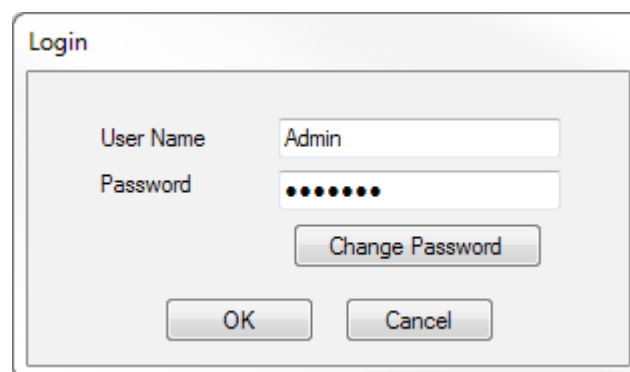 Login
User Name Admin
Password •••••••
Change Password
OK Cancel